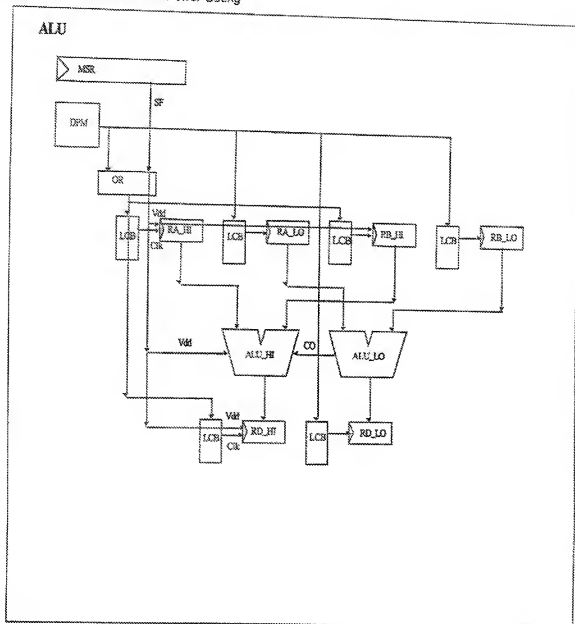 ALU
MSR
SF
DPM
OR
Vdd
LCB
Clk
RA_HI
LCB
RA_LO
LCB
RB_HI
LCB
RB_LO
Vdd
ALU_HI
CO
ALU_LO
Vdd
LCB
Clk
RD_HI
LCB
RD_LO